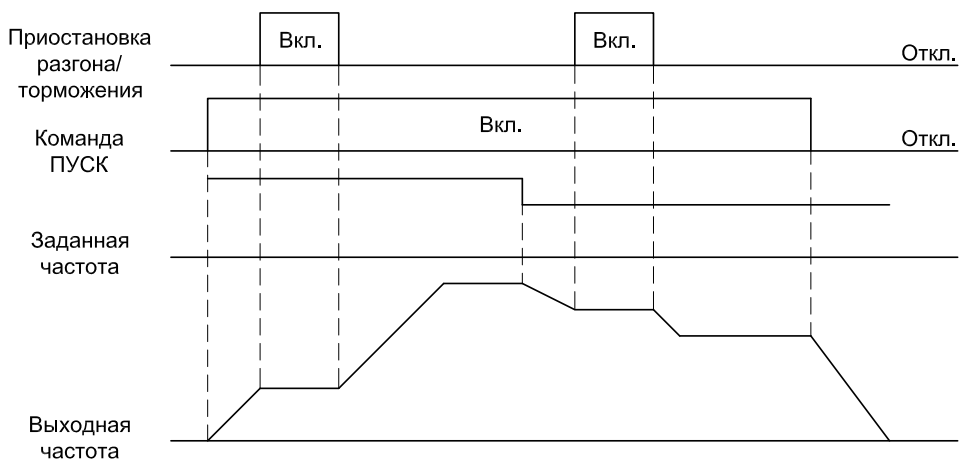 Приостановка
разгона/
торможения
Вкл.
Вкл.
Откл.
Команда
ПУСК
Вкл.
Откл.
Заданная
частота
Выходная
частота